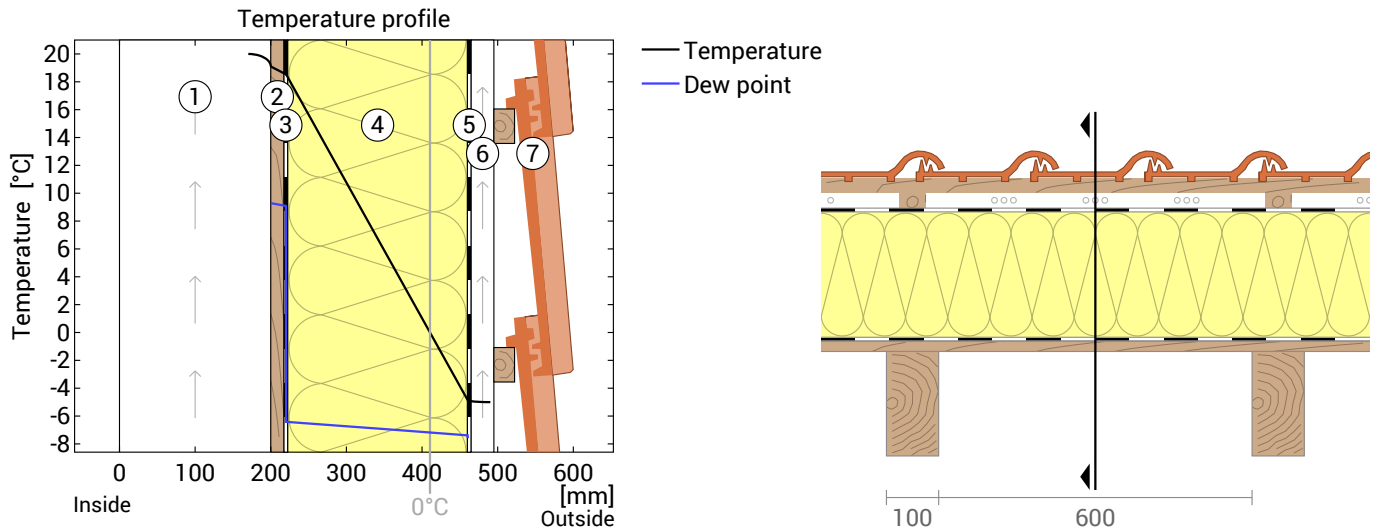 Temperature profile
Temperature [°C]
20
18
16
14
12
10
8
6
4
2
0
-2
-4
-6
-8
1
2
3
4
5
6
7
0 100 200 300 400 500 600
[mm]
Inside
0°C
Outside
Temperature
Dew point
100 600